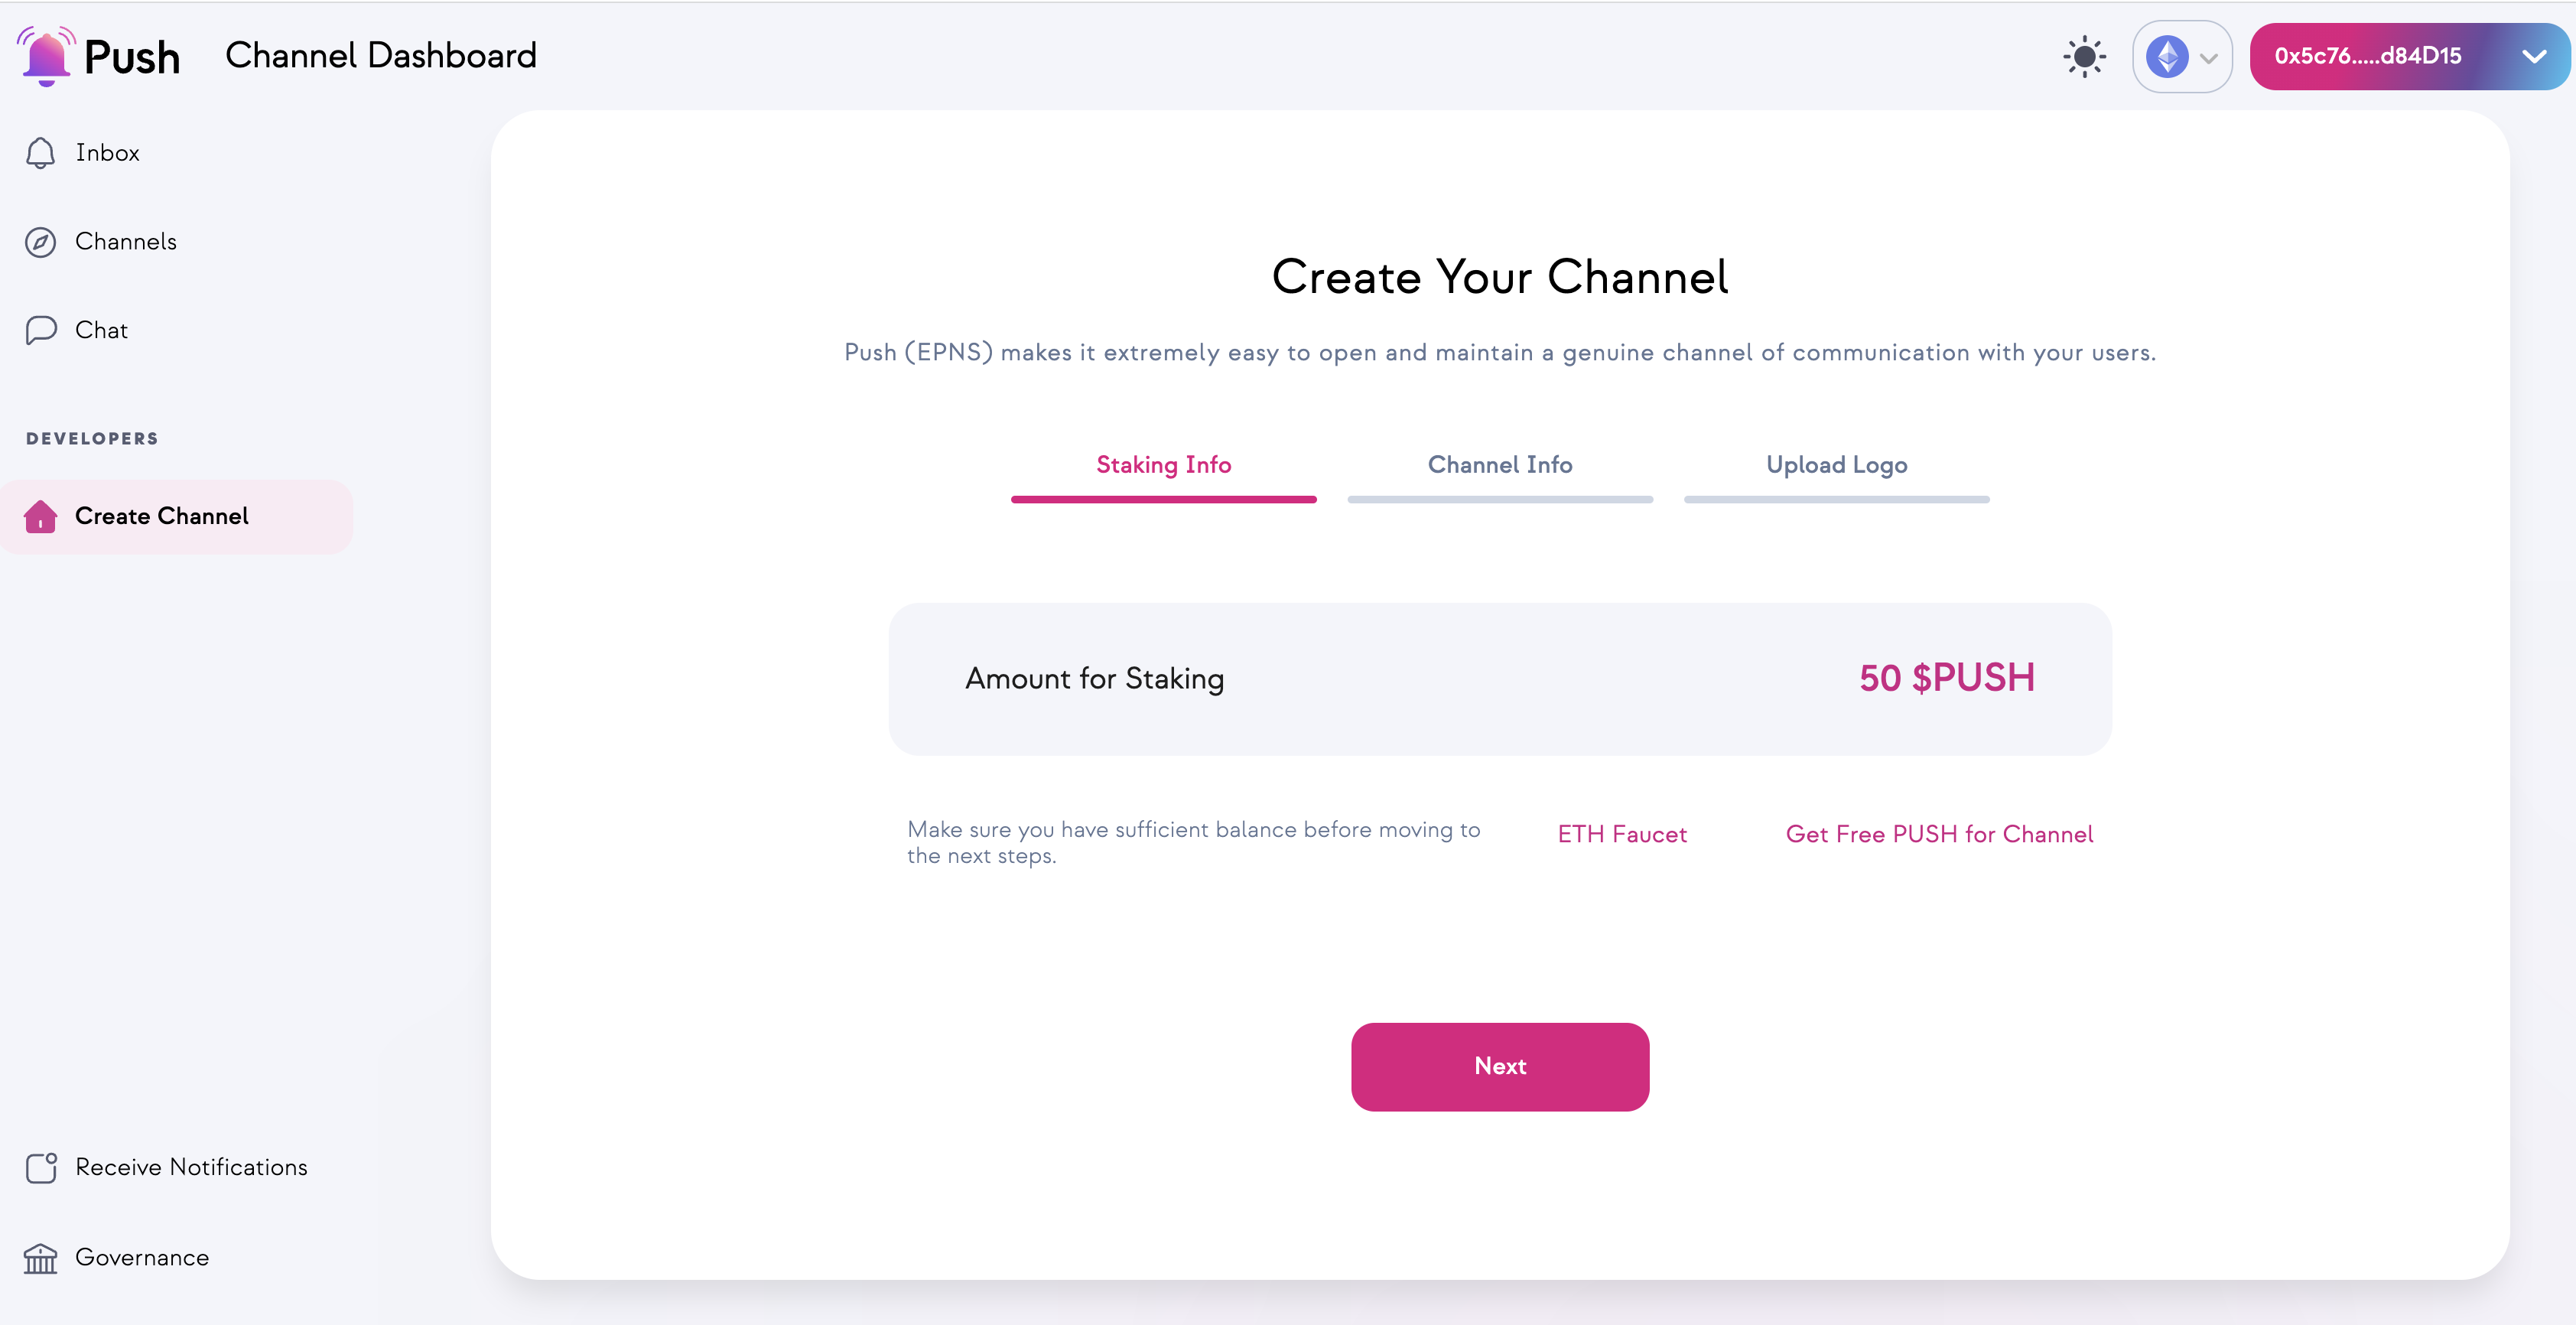 Push
Channel Dashboard
0x5c76.....d84D15
Inbox
Channels
Chat
DEVELOPERS
Create Channel
Receive Notifications
Governance
Create Your Channel
Push (EPNS) makes it extremely easy to open and maintain a genuine channel of communication with your users.
Staking Info
Channel Info
Upload Logo
Amount for Staking
50 $PUSH
Make sure you have sufficient balance before moving to
the next steps.
ETH Faucet
Get Free PUSH for Channel
Next